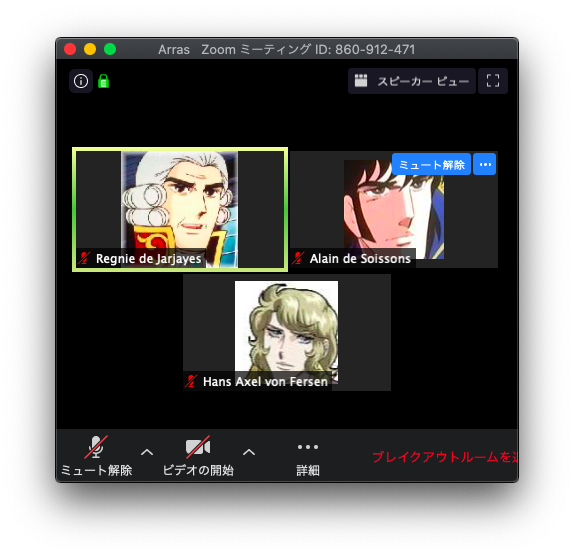 Arras Zoom ミーティング ID: 860-912-471
スピーカー ビュー
ミュート解除
Regnie de Jarjayes
Alain de Soissons
Hans Axel von Fersen
ミュート解除
ビデオの開始
詳細
ブレイクアウトルームを